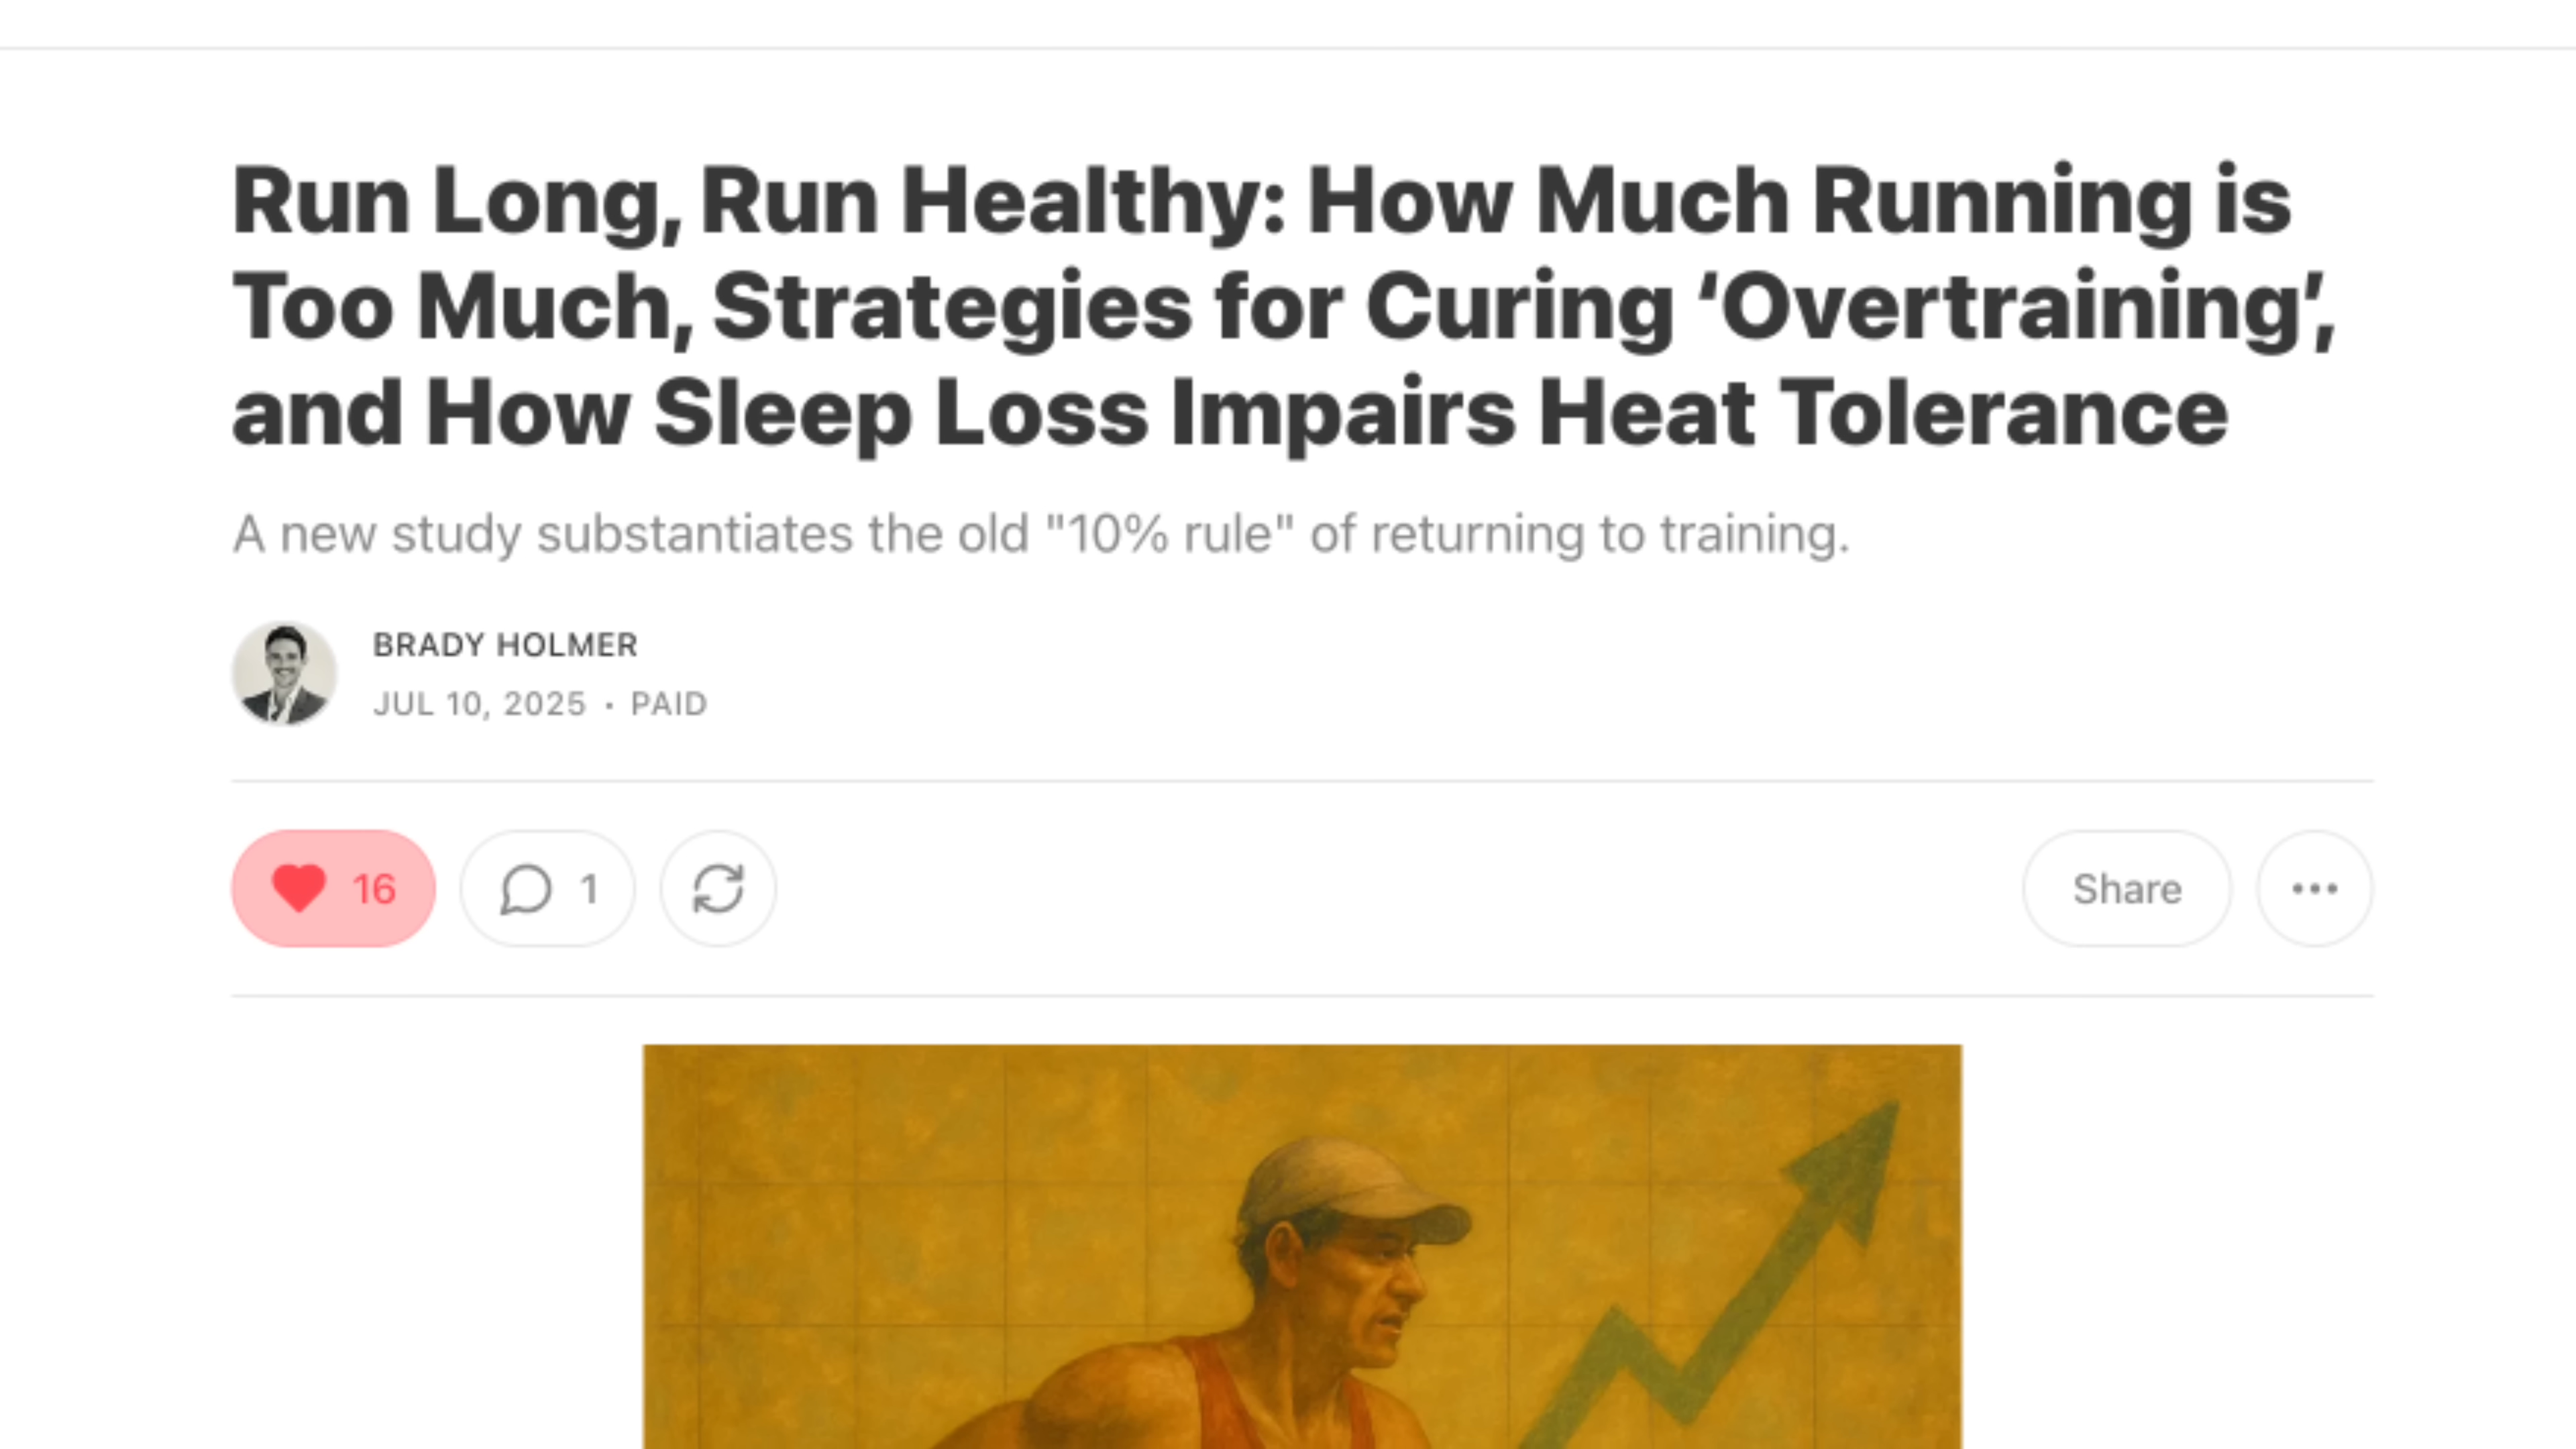 Run Long, Run Healthy: How Much Running is
Too Much, Strategies for Curing ‘Overtraining’,
and How Sleep Loss Impairs Heat Tolerance
A new study substantiates the old "10% rule" of returning to training.
BRADY HOLMER
JUL 10, 2025 • PAID
16
1
Share